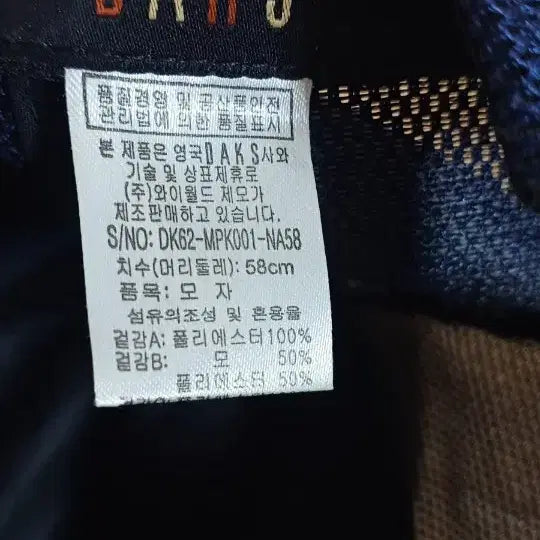 DAKS
품질경영 및 공산품안전
관리법에 의한 품질표시
본 제품은 영국DAKS사와
기술 및 상표제휴로
(주)와이월드 제모가
제조판매하고 있습니다.
S/NO: DK62-MPK001-NA58
치수(머리둘레): 58cm
품목: 모 자
섬유의조성 및 혼용율
겉감A: 폴리에스터100%
겉감B: 모 50%
폴리에스터 50%